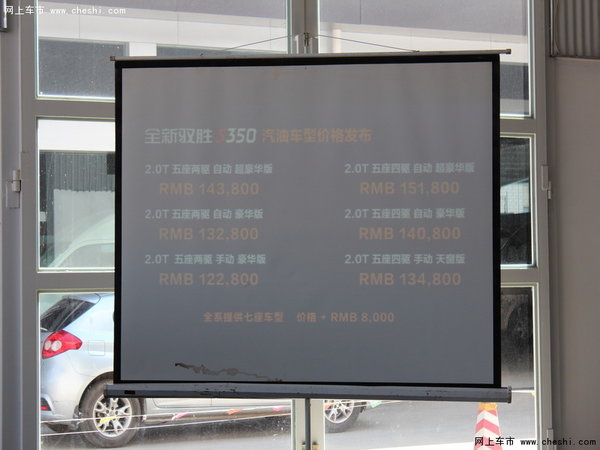 网上车市 www.cheshi.com
全新驭胜 S350 汽油车型价格发布
2.0T 五座两驱 自动 超豪华版
RMB 143,800
2.0T 五座四驱 自动 超豪华版
RMB 151,800
2.0T 五座两驱 自动 豪华版
RMB 132,800
2.0T 五座四驱 自动 豪华版
RMB 140,800
2.0T 五座两驱 手动 豪华版
RMB 122,800
2.0T 五座四驱 手动 天窗版
RMB 134,800
全系提供七座车型 价格 + RMB 8,000
网上车市 www.cheshi.com